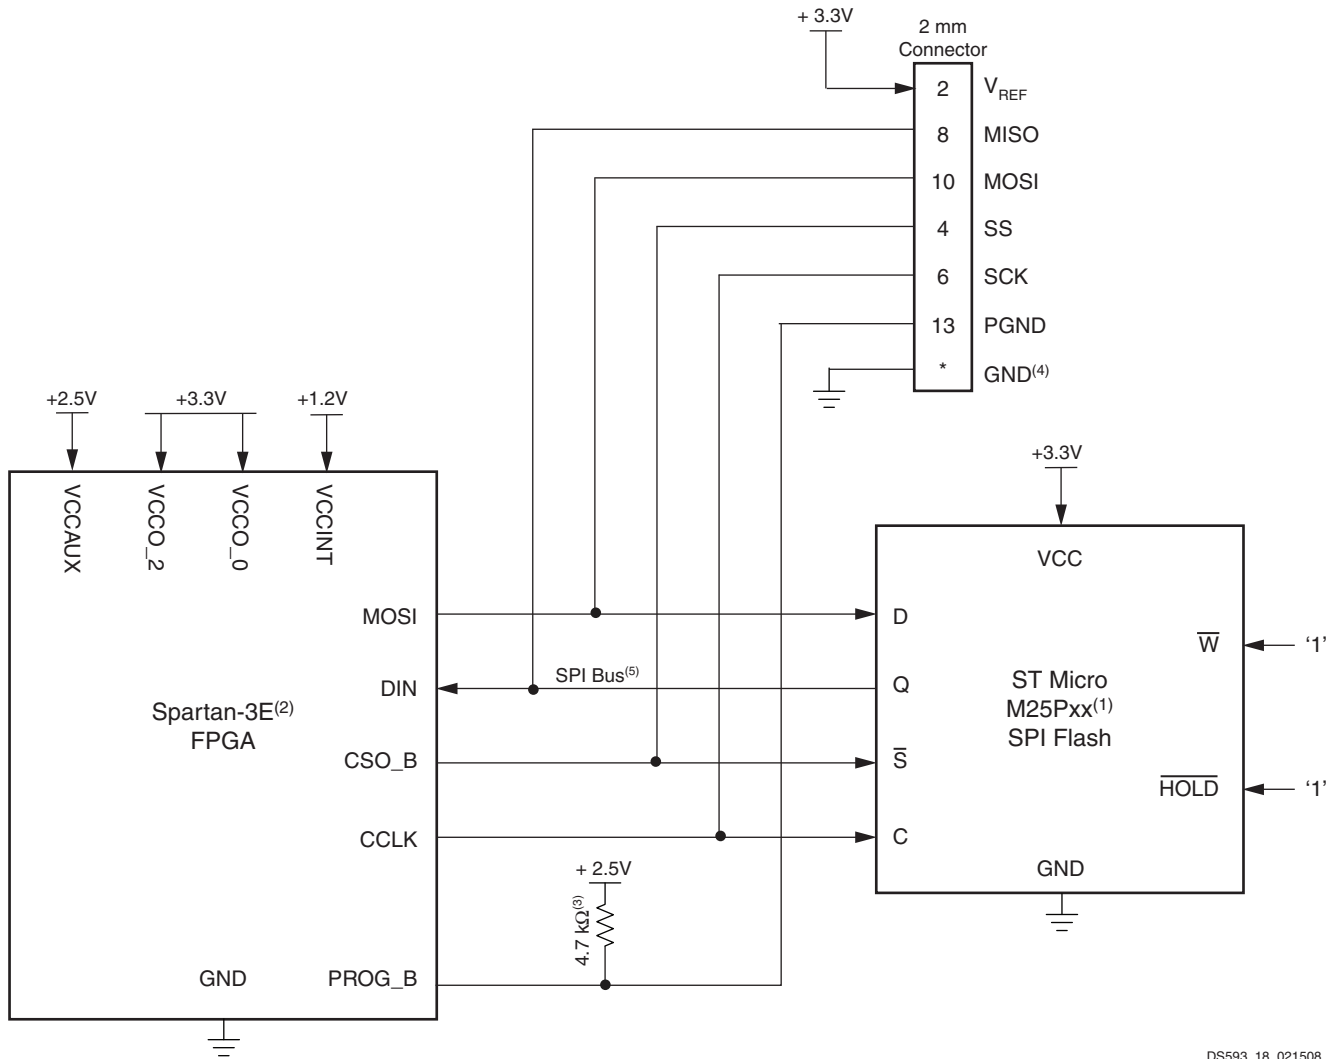 + 3.3V
2 mm
Connector
2 VREF
8 MISO
10 MOSI
4 SS
6 SCK
13 PGND
* GND(4)
+2.5V +3.3V +1.2V
VCCAUX
VCCO_2
VCCO_0
VCCINT
+3.3V
VCC
MOSI
D
W
‘1’
DIN
SPI Bus(5)
Q
Spartan-3E(2)
FPGA
ST Micro
M25Pxx(1)
SPI Flash
CSO_B
S
HOLD
‘1’
CCLK
C
+ 2.5V
4.7 kΩ(3)
GND
GND
PROG_B
DS593_18_021508